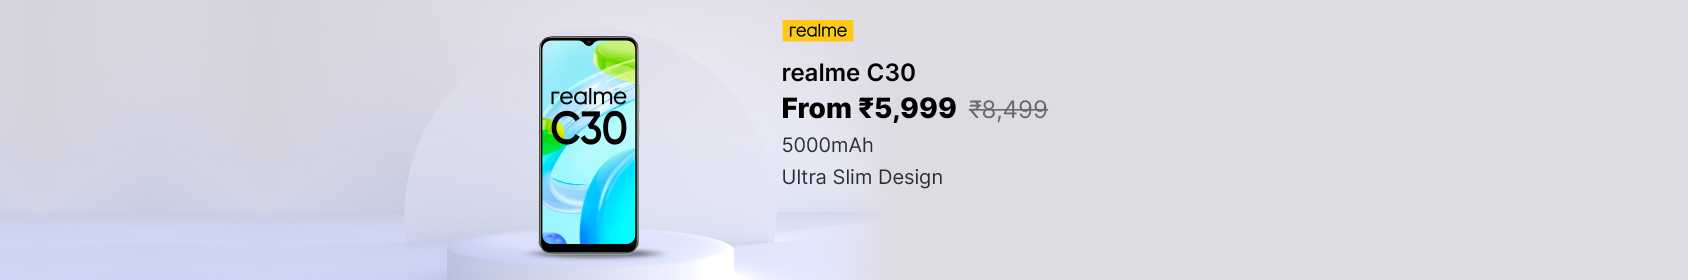 realme
C30
realme
realme C30
From ₹5,999 ₹8,499
5000mAh
Ultra Slim Design